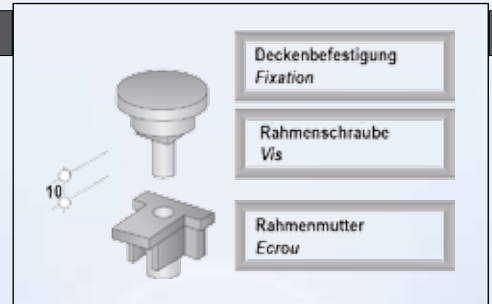 Deckenbefestigung
Fixation
Rahmenschraube
Vis
10
Rahmenmutter
Ecrou